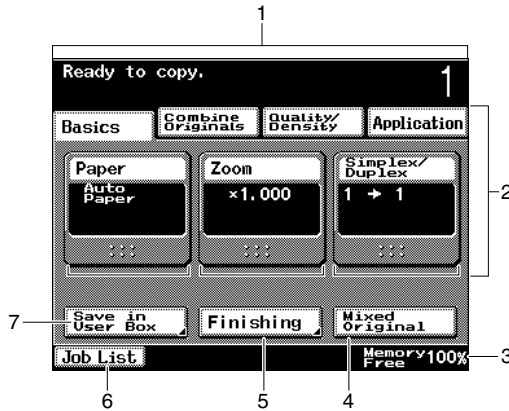 1
Ready to copy. 1
Basics
Combine
Originals
Quality/
Density
Application
2
Paper
Auto
Paper
Zoom
×1.000
Simplex/
Duplex
1 → 1
7
Save in
User Box
Finishing
Mixed
Original
Job List
Memory
Free 100%
3
6
5
4